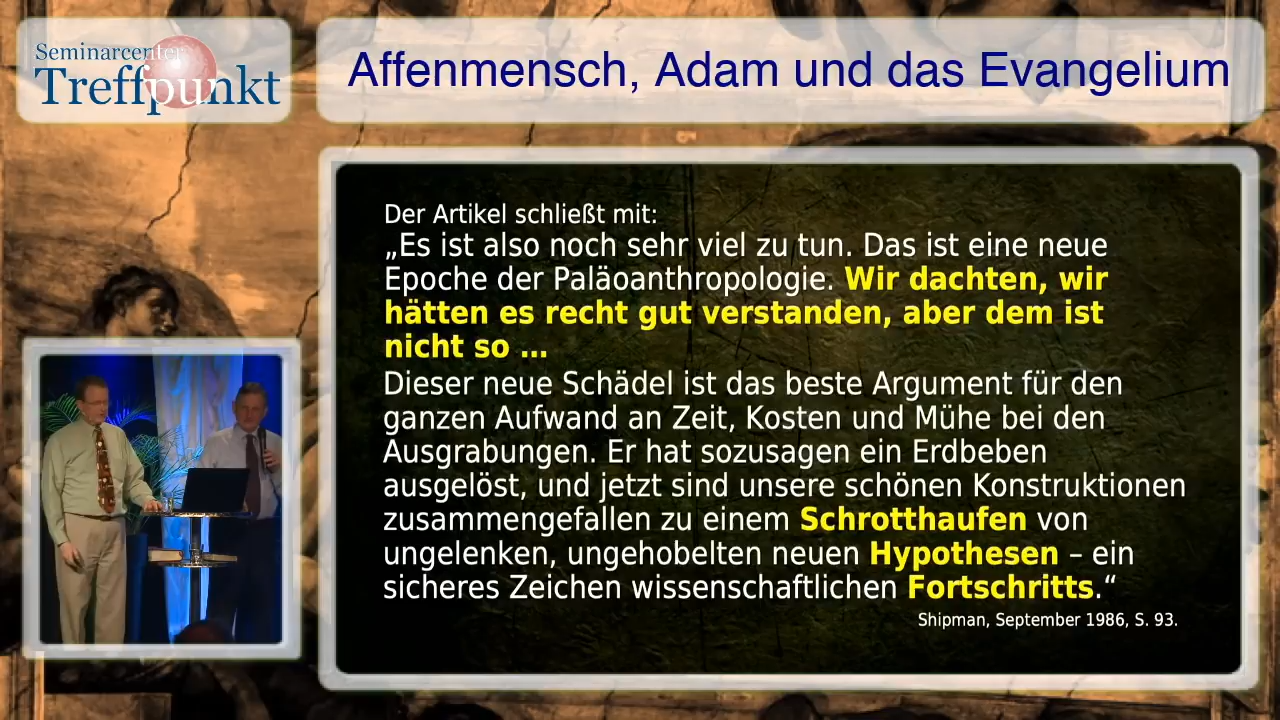 Seminarcenter
Treffpunkt
Affenmensch, Adam und das Evangelium
Der Artikel schließt mit:
„Es ist also noch sehr viel zu tun. Das ist eine neue
Epoche der Paläoanthropologie. Wir dachten, wir
hätten es recht gut verstanden, aber dem ist
nicht so ...
Dieser neue Schädel ist das beste Argument für den
ganzen Aufwand an Zeit, Kosten und Mühe bei den
Ausgrabungen. Er hat sozusagen ein Erdbeben
ausgelöst, und jetzt sind unsere schönen Konstruktionen
zusammengefallen zu einem Schrotthaufen von
ungelenken, ungehobelten neuen Hypothesen – ein
sicheres Zeichen wissenschaftlichen Fortschritts.“
Shipman, September 1986, S. 93.